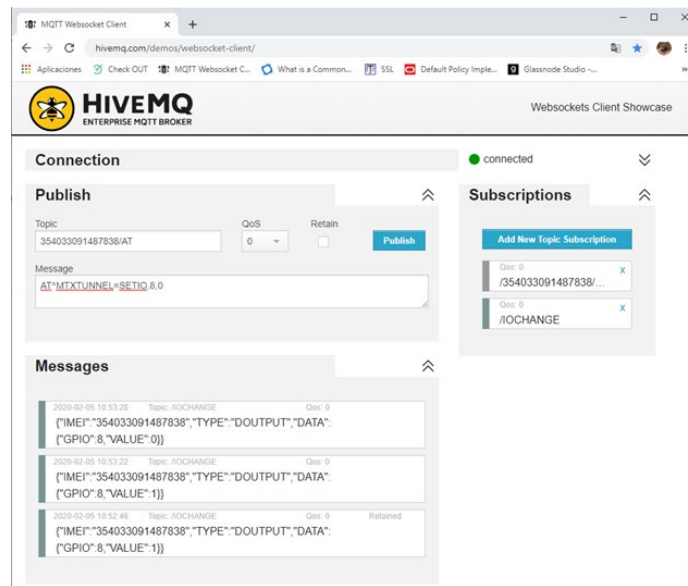 MQTT Websocket Client
hivemq.com/demos/websocket-client/
Aplicaciones Check OUT MQTT Websocket C... What is a Common... SSL Default Policy Imple... Glassnode Studio -...
HIVEMQ
ENTERPRISE MQTT BROKER
Websockets Client Showcase
Connection
connected
Publish
Topic QoS Retain
354033091487838/AT 0 Publish
Message
AT^MTXTUNNEL=SETIO,8,0
Subscriptions
Add New Topic Subscription
Qos: 0 x
/354033091487838/...
Qos: 0 x
/IOCHANGE
Messages
2020-02-05 10:53:28 Topic: /IOCHANGE Qos: 0
{"IMEI":"354033091487838","TYPE":"DOUTPUT","DATA":
{"GPIO":8,"VALUE":0}}
2020-02-05 10:53:22 Topic: /IOCHANGE Qos: 0
{"IMEI":"354033091487838","TYPE":"DOUTPUT","DATA":
{"GPIO":8,"VALUE":1}}
2020-02-05 10:52:46 Topic: /IOCHANGE Qos: 0 Retained
{"IMEI":"354033091487838","TYPE":"DOUTPUT","DATA":
{"GPIO":8,"VALUE":1}}